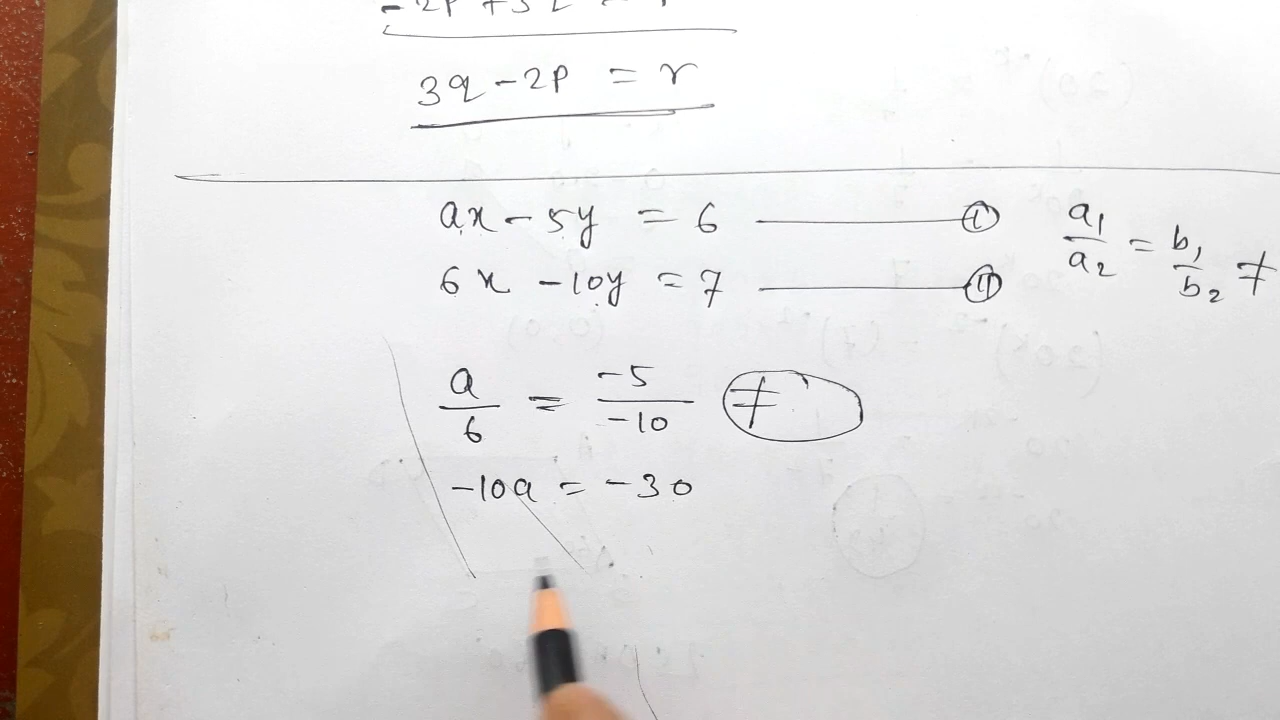 3q - 2p = r
ax - 5y = 6 ——— (i)
6x - 10y = 7 ——— (ii)
a₁/a₂ = b₁/b₂ ≠
a/6 = -5/-10 ≠
-10a = -30